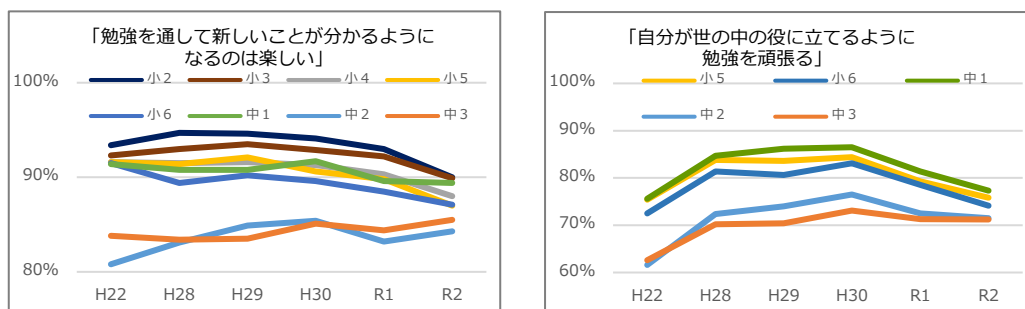 「勉強を通して新しいことが分かるように
なるのは楽しい」
100%
小２ 小３ 小４ 小５
小６ 中１ 中２ 中３
90%
80%
H22 H28 H29 H30 R1 R2
「自分が世の中の役に立てるように
勉強を頑張る」
100%
小５ 小６ 中１
中２ 中３
90%
80%
70%
60%
H22 H28 H29 H30 R1 R2